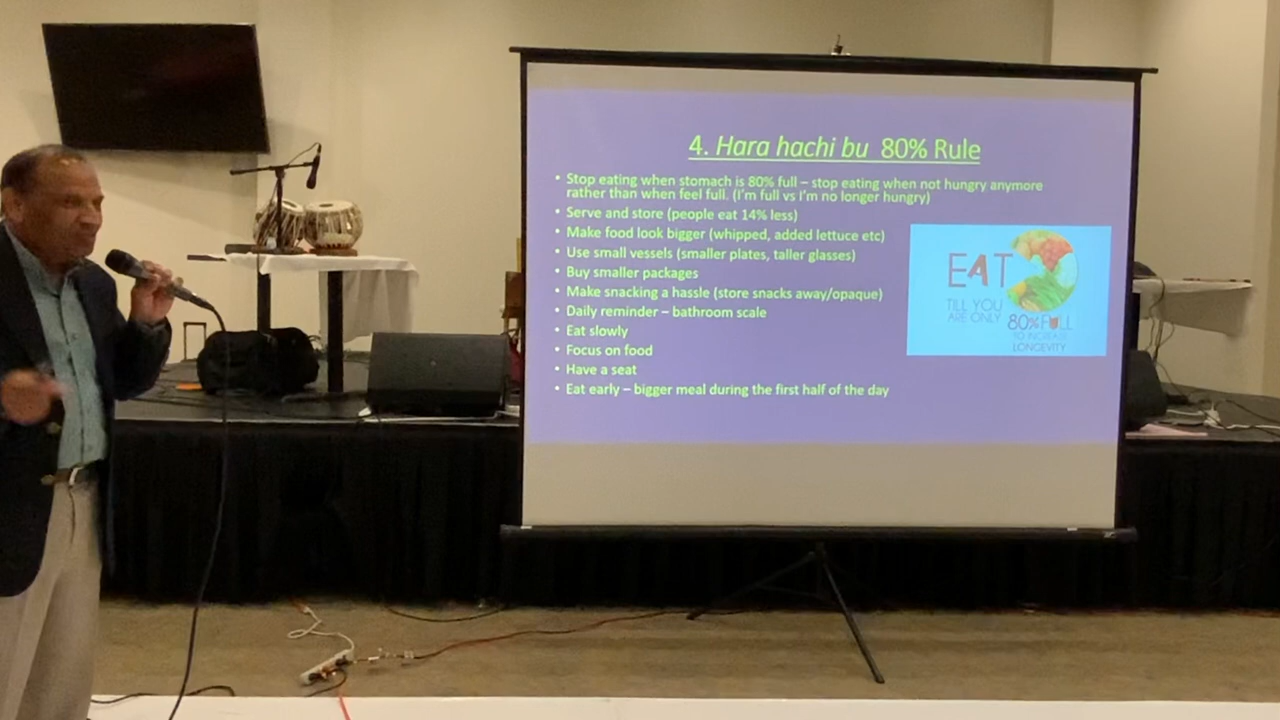 4. Hara hachi bu 80% Rule
• Stop eating when stomach is 80% full – stop eating when not hungry anymore
rather than when feel full. (I'm full vs I'm no longer hungry)
• Serve and store (people eat 14% less)
• Make food look bigger (whipped, added lettuce etc)
• Use small vessels (smaller plates, taller glasses)
• Buy smaller packages
• Make snacking a hassle (store snacks away/opaque)
• Daily reminder – bathroom scale
• Eat slowly
• Focus on food
• Have a seat
• Eat early – bigger meal during the first half of the day
EAT
TILL YOU
ARE ONLY
80% FULL
TO INCREASE
LONGEVITY